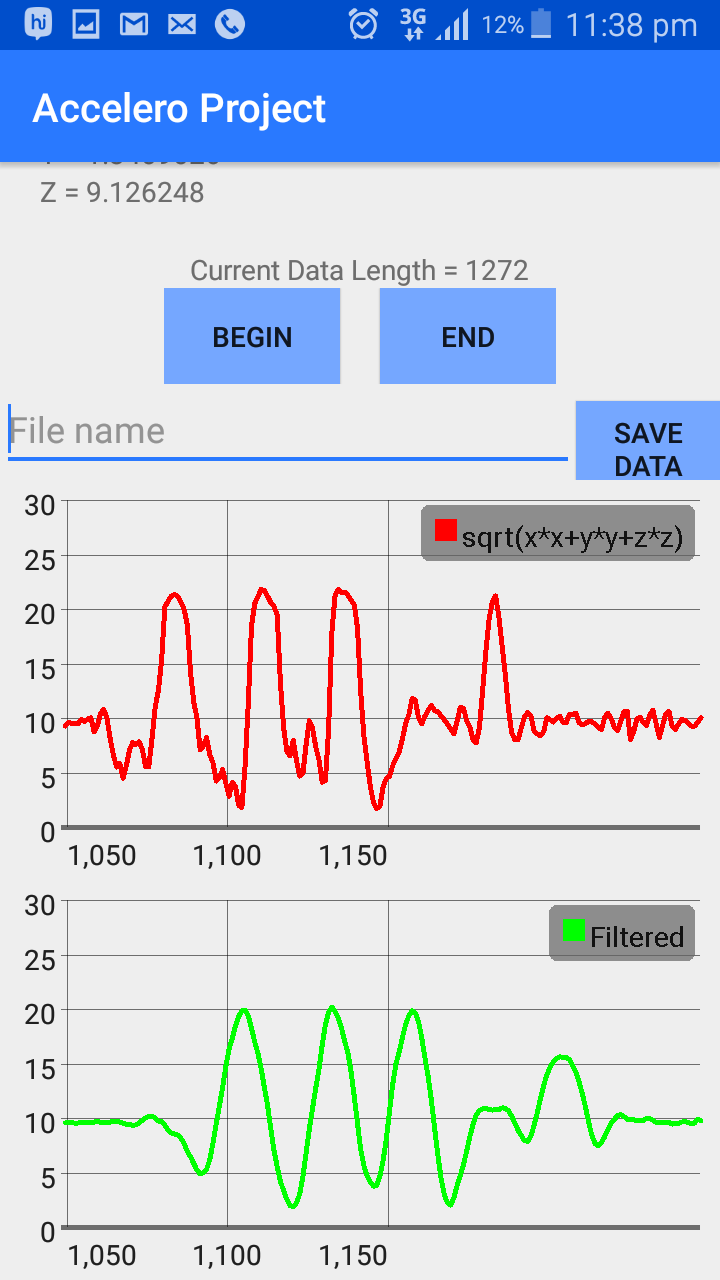 hi 3G 12% 11:38 pm
Accelero Project
Z = 9.126248
Current Data Length = 1272
BEGIN END
File name
SAVE
DATA
30
sqrt(x*x+y*y+z*z)
25
20
15
10
5
0
1,050 1,100 1,150
30
Filtered
25
20
15
10
5
0
1,050 1,100 1,150